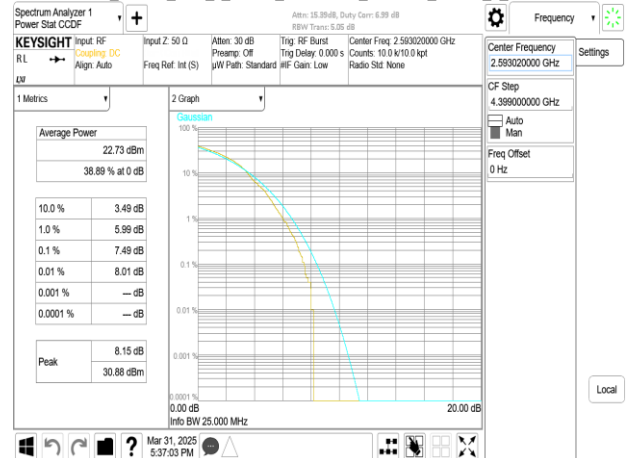 Spectrum Analyzer 1
Power Stat CCDF
Attn: 15.89dB, Duty Corr: 6.99 dB
RBW Trans: 5.05 dB
Frequency
KEYSIGHT
RL
LXI
Input: RF
Coupling: DC
Align: Auto
Input Z: 50 Ω
Freq Ref: Int (S)
Atten: 30 dB
Preamp: Off
µW Path: Standard
Trig: RF Burst
Trig Delay: 0.000 s
#IF Gain: Low
Center Freq: 2.593020000 GHz
Counts: 10.0 k/10.0 kpt
Radio Std: None
Center Frequency
2.593020000 GHz
Settings
CF Step
4.399000000 GHz
Auto
Man
Freq Offset
0 Hz
1 Metrics
Average Power
22.73 dBm
38.89 % at 0 dB
10.0 % 3.49 dB
1.0 % 5.99 dB
0.1 % 7.49 dB
0.01 % 8.01 dB
0.001 % --- dB
0.0001 % --- dB
Peak
8.15 dB
30.88 dBm
2 Graph
Gaussian
100 %
10 %
1 %
0.1 %
0.01 %
0.001 %
0.0001 %
0.00 dB
20.00 dB
Info BW 25.000 MHz
Local
?
Mar 31, 2025
5:37:03 PM